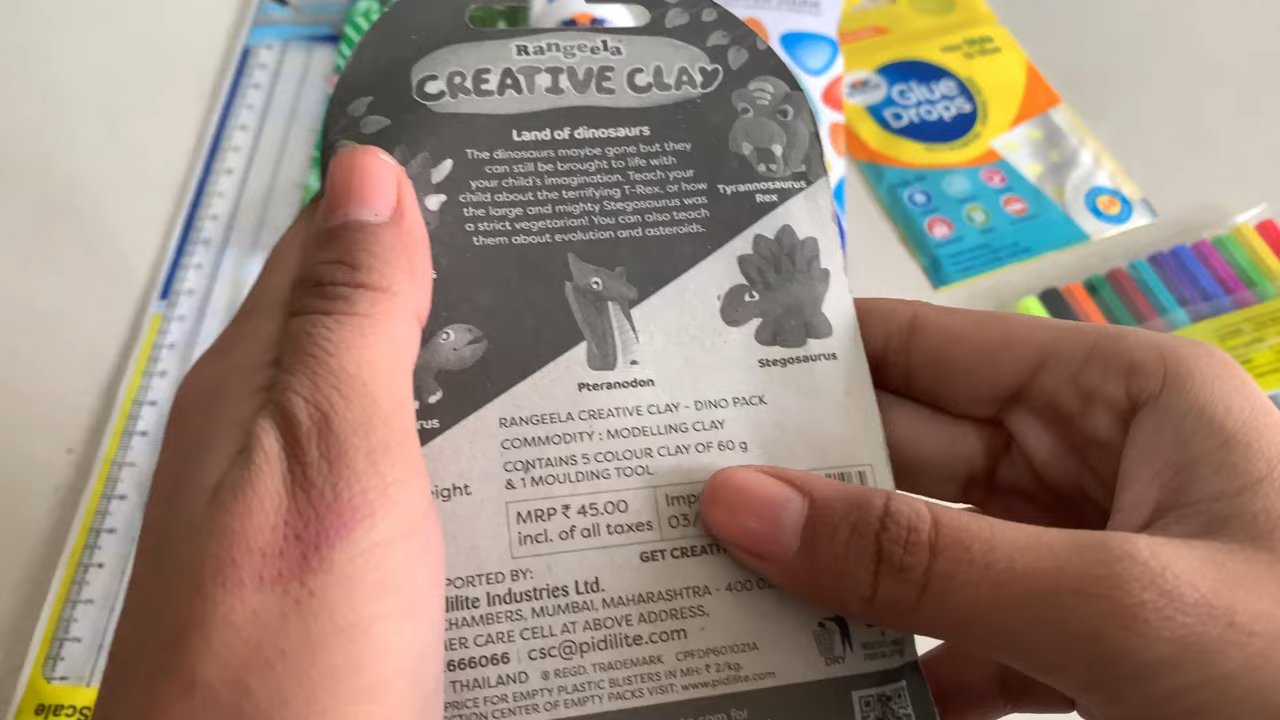 Rangeela
CREATIVE CLAY
Land of dinosaurs
The dinosaurs maybe gone but they
can still be brought to life with
your child's imagination. Teach your
child about the terrifying T-Rex, or how
the large and mighty Stegosaurus was
a strict vegetarian! You can also teach
them about evolution and asteroids.
Tyrannosaurus
Rex
Stegosaurus
Pteranodon
rus
RANGEELA CREATIVE CLAY - DINO PACK
COMMODITY : MODELLING CLAY
CONTAINS 5 COLOUR CLAY OF 60 g
& 1 MOULDING TOOL
ight
MRP ₹ 45.00
incl. of all taxes
Imp
03/
GET CREATI
PORTED BY:
dilite Industries Ltd.
CHAMBERS, MUMBAI, MAHARASHTRA - 400 0
ER CARE CELL AT ABOVE ADDRESS,
666066 | csc@pidilite.com
THAILAND ® REGD. TRADEMARK CPFDP601021A
PRICE FOR EMPTY PLASTIC BLISTERS IN MH: ₹ 2/kg.
CTION CENTER OF EMPTY PACKS VISIT: www.pidilite.com
DRY
Glue
Drops
Scale